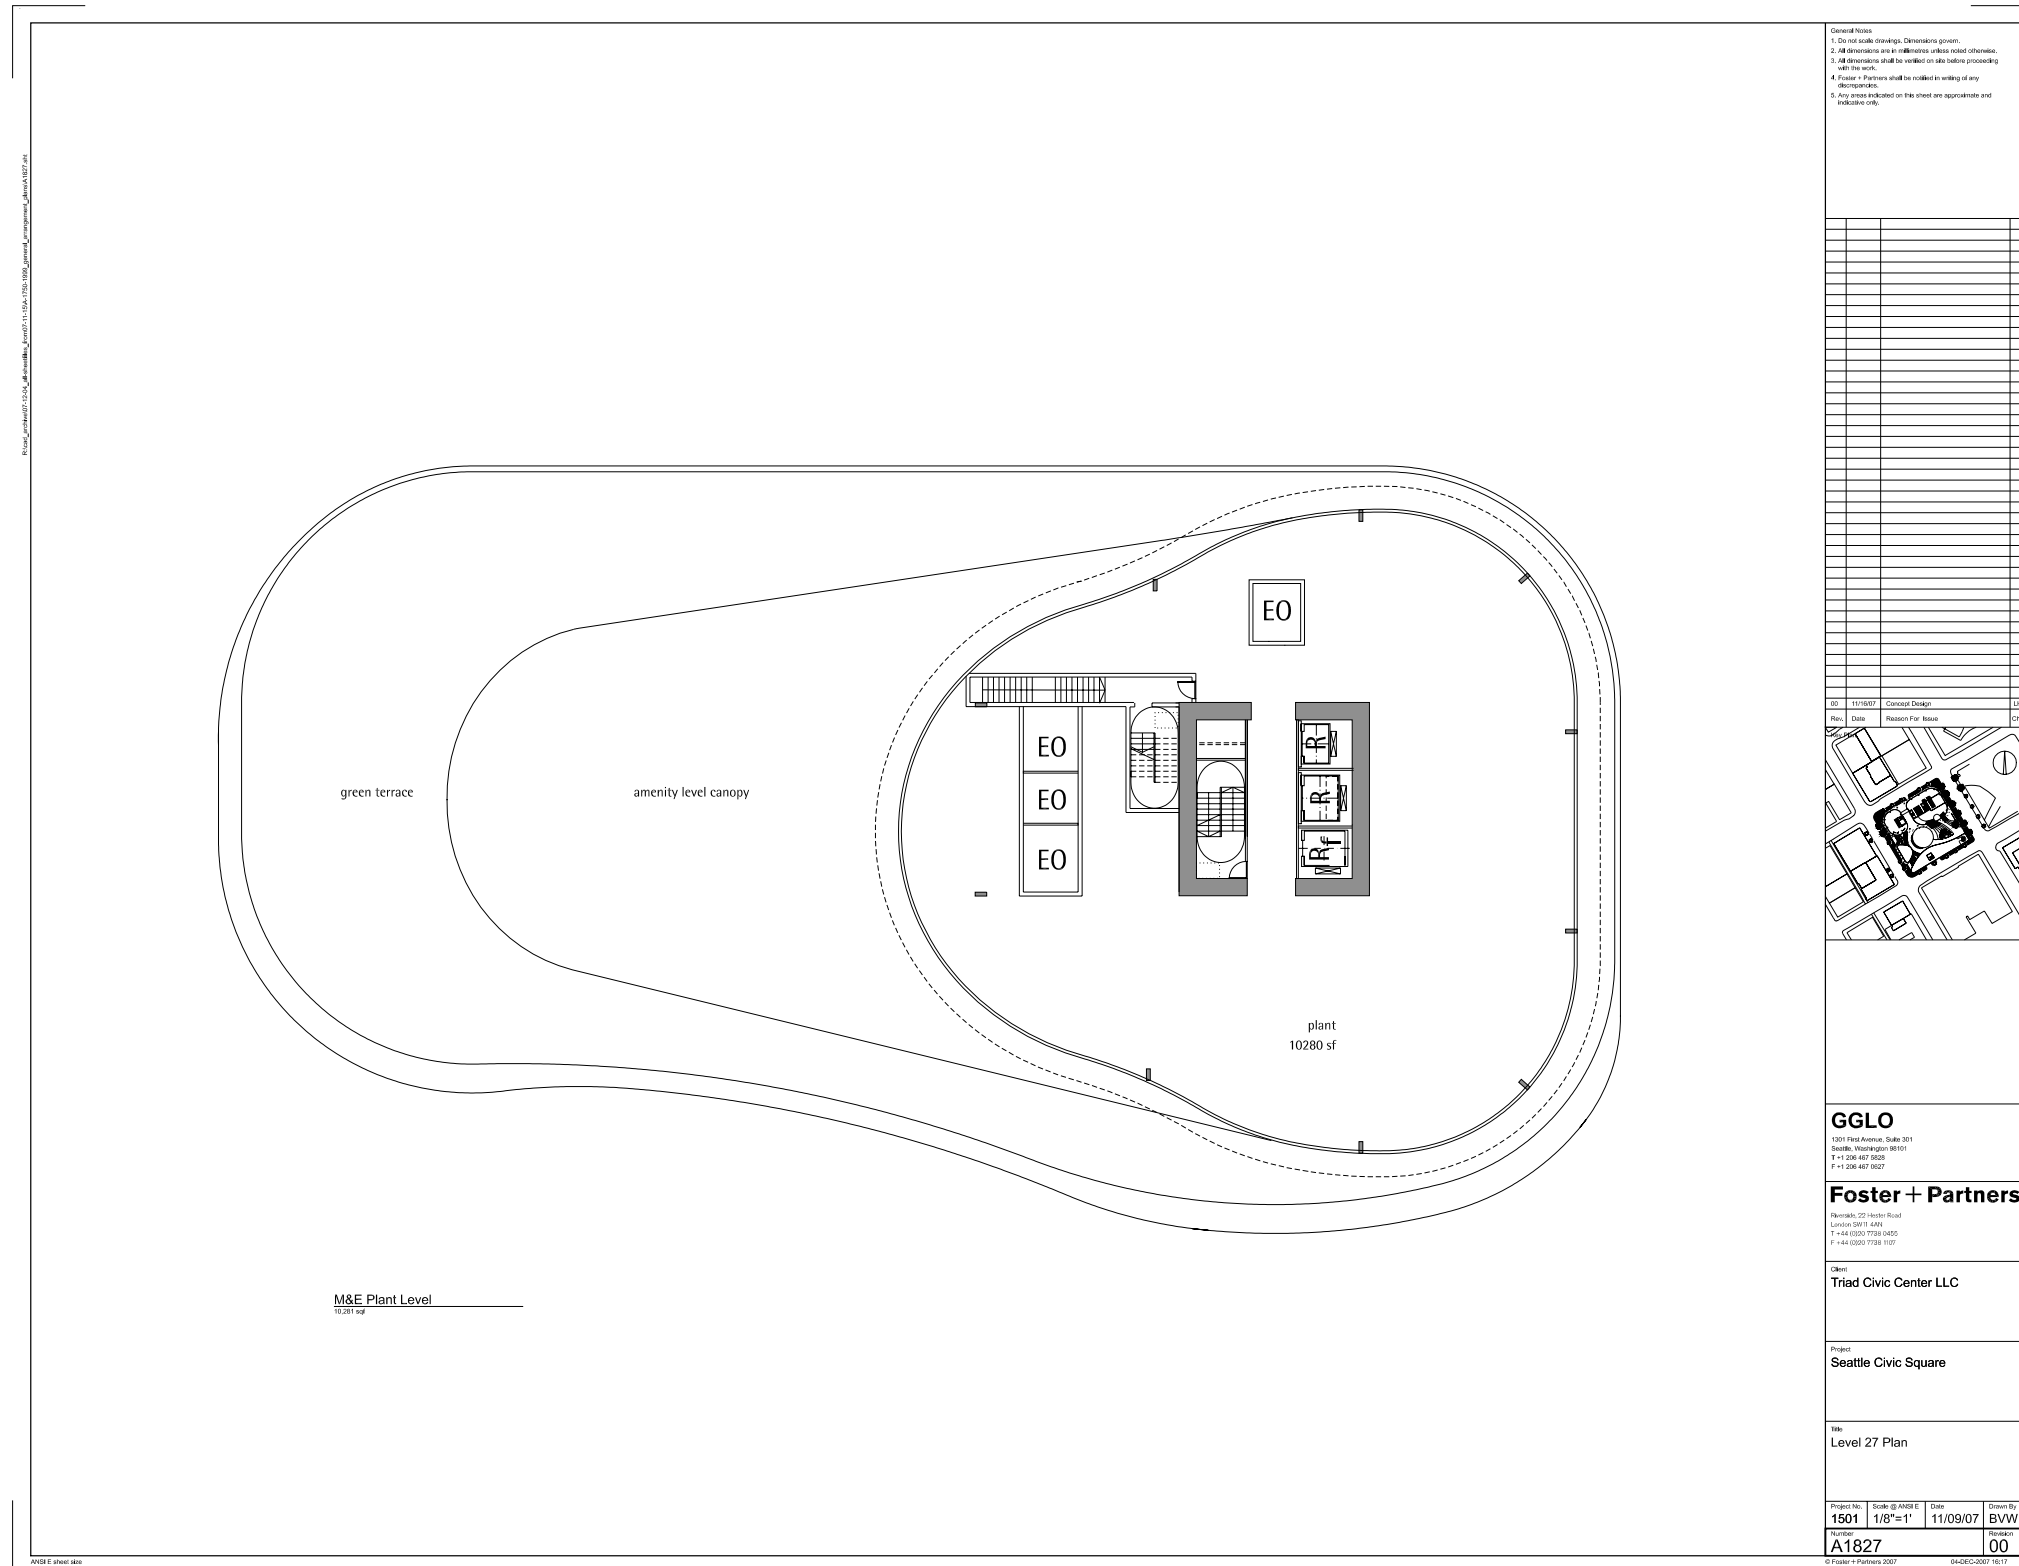 General Notes
1. Do not scale drawings. Dimensions govern.
2. All dimensions are in millimetres unless noted otherwise.
3. All dimensions shall be verified on site before proceeding
with the work.
4. Foster + Partners shall be notified in writing of any
discrepancies.
5. Any areas indicated on this sheet are approximate and
indicative only.
EO
EO
EO
EO
R
R
Rf
green terrace
amenity level canopy
plant
10280 sf
M&E Plant Level
10,281 sqf
00 11/16/07 Concept Design
Rev. Date Reason For Issue
Key Plan
GGLO
1301 First Avenue, Suite 301
Seattle, Washington 98101
T +1 206 467 5828
F +1 206 467 0627
Foster + Partners
Riverside, 22 Hester Road
London SW11 4AN
T +44 (0)20 7738 0455
F +44 (0)20 7738 1107
Client
Triad Civic Center LLC
Project
Seattle Civic Square
Title
Level 27 Plan
Project No. Scale @ ANSI E Date Drawn By
1501 1/8"=1' 11/09/07 BVW
Number Revision
A1827 00
ANSI E sheet size
© Foster + Partners 2007 04-DEC-2007 16:17